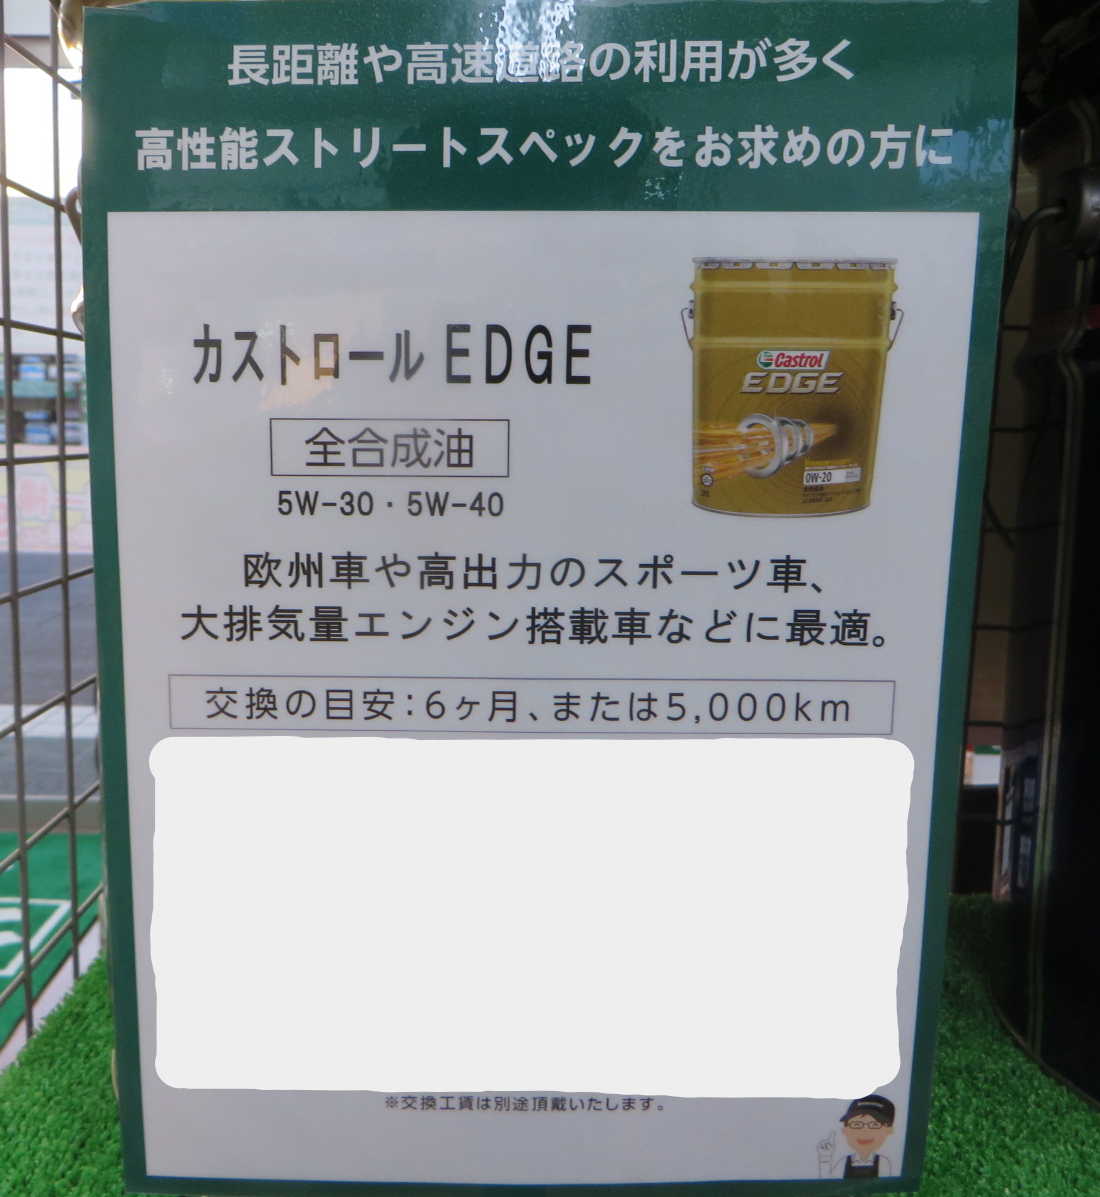 長距離や高速道路の利用が多く
高性能ストリートスペックをお求めの方に
カストロール EDGE
全合成油
5W-30・5W-40
Castrol
EDGE
0W-20
欧州車や高出力のスポーツ車、
大排気量エンジン搭載車などに最適。
交換の目安：6ヶ月、または5,000km
※交換工賃は別途頂戴いたします。